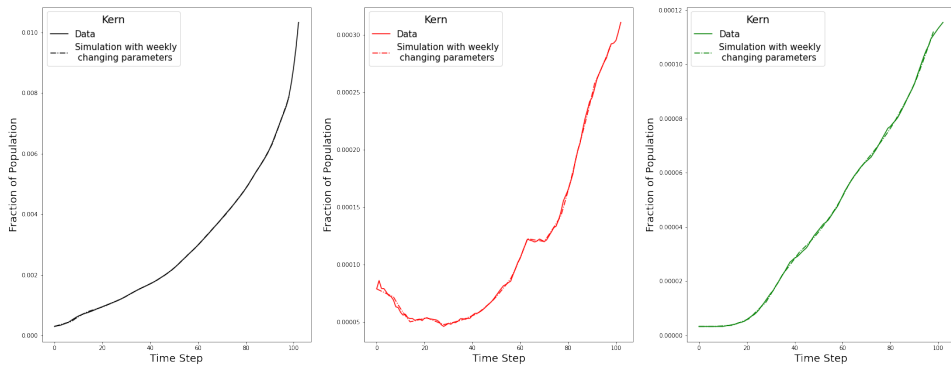 Kern
Data
Simulation with weekly
changing parameters
Fraction of Population
0.010
0.008
0.006
0.004
0.002
0.000
0
20
40
60
80
100
Time Step
Kern
Data
Simulation with weekly
changing parameters
Fraction of Population
0.00030
0.00025
0.00020
0.00015
0.00010
0.00005
0
20
40
60
80
100
Time Step
Kern
Data
Simulation with weekly
changing parameters
Fraction of Population
0.00012
0.00010
0.00008
0.00006
0.00004
0.00002
0.00000
0
20
40
60
80
100
Time Step